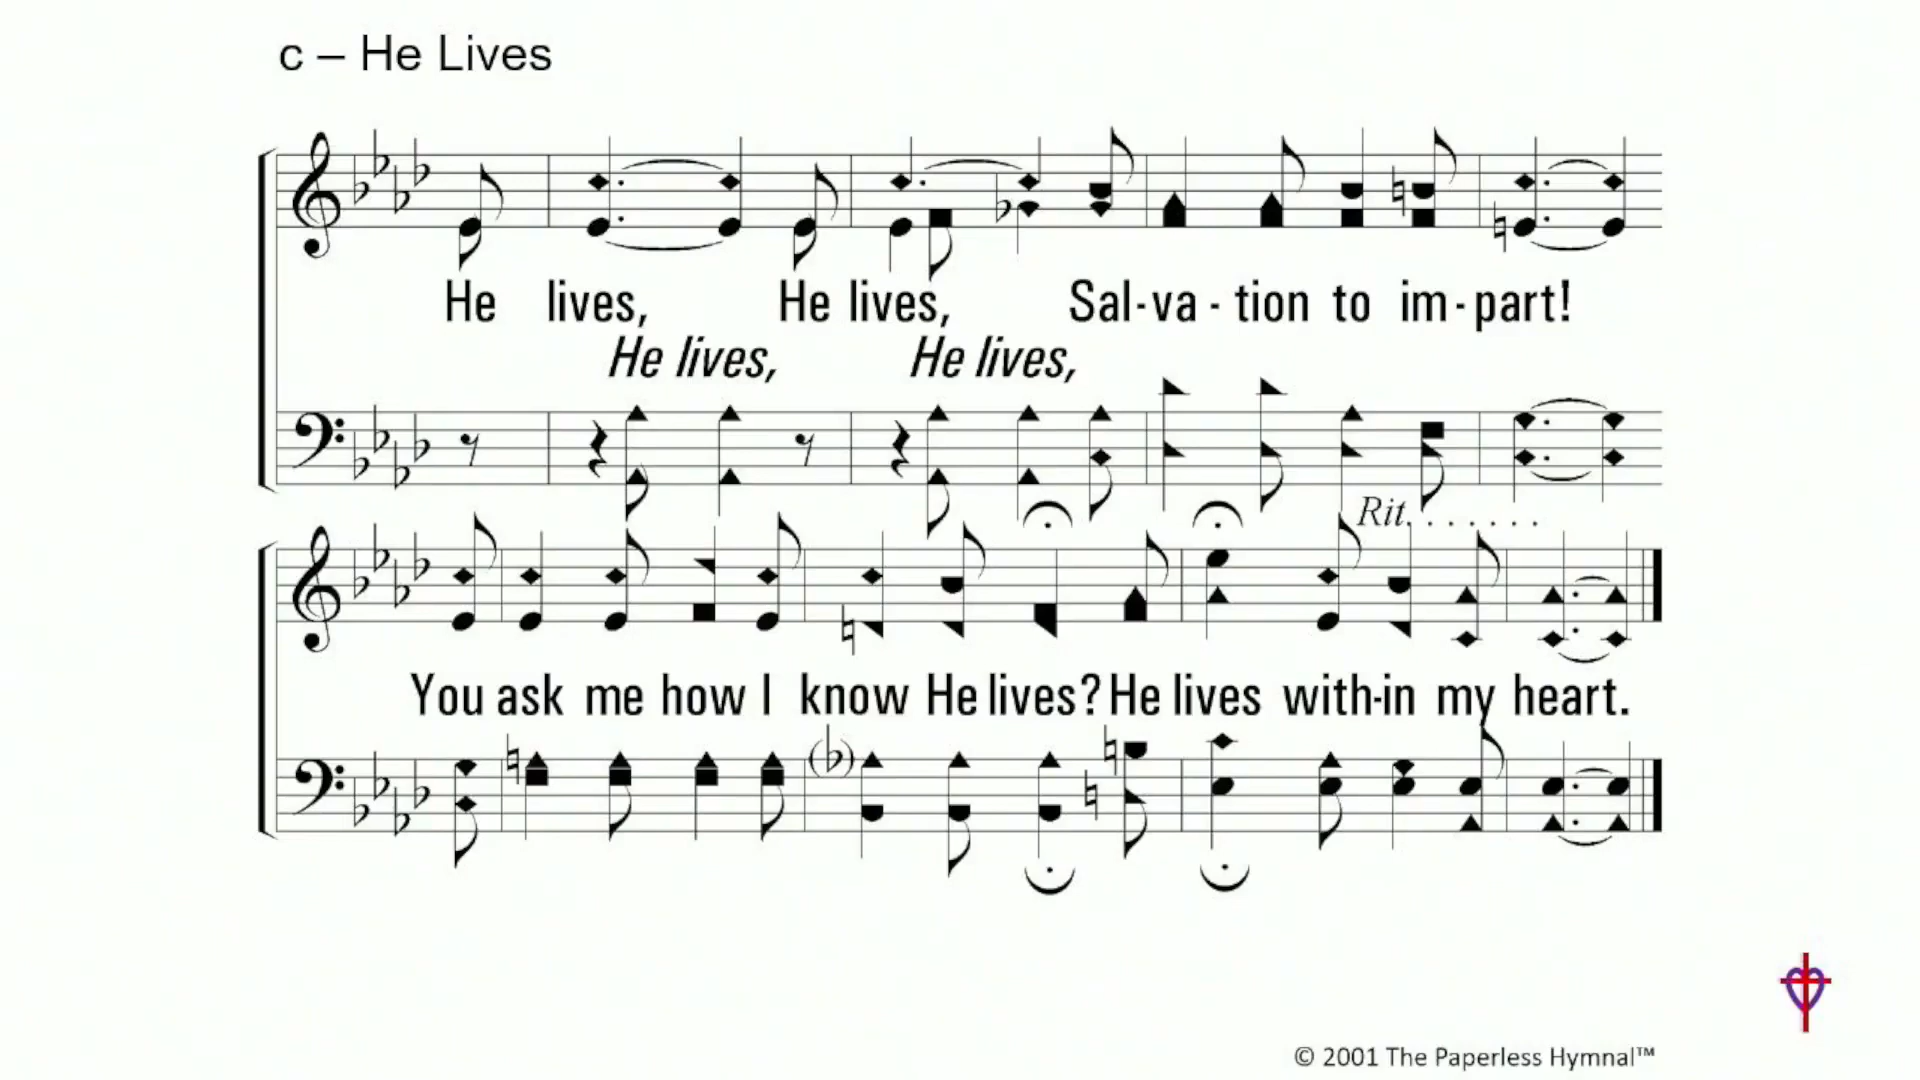 c – He Lives
He lives, He lives, Sal-va-tion to im-part!
He lives, He lives,
Rit. . . . . . . .
You ask me how I know He lives? He lives with-in my heart.
© 2001 The Paperless Hymnal™